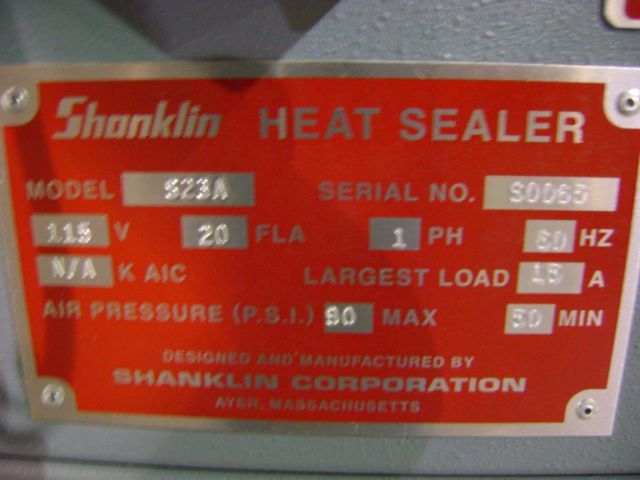 Shanklin HEAT SEALER
MODEL S23A SERIAL NO. S0065
115 V 20 FLA 1 PH 60 HZ
N/A K AIC LARGEST LOAD 15 A
AIR PRESSURE (P.S.I.) 90 MAX 50 MIN
DESIGNED AND MANUFACTURED BY
SHANKLIN CORPORATION
AYER, MASSACHUSETTS